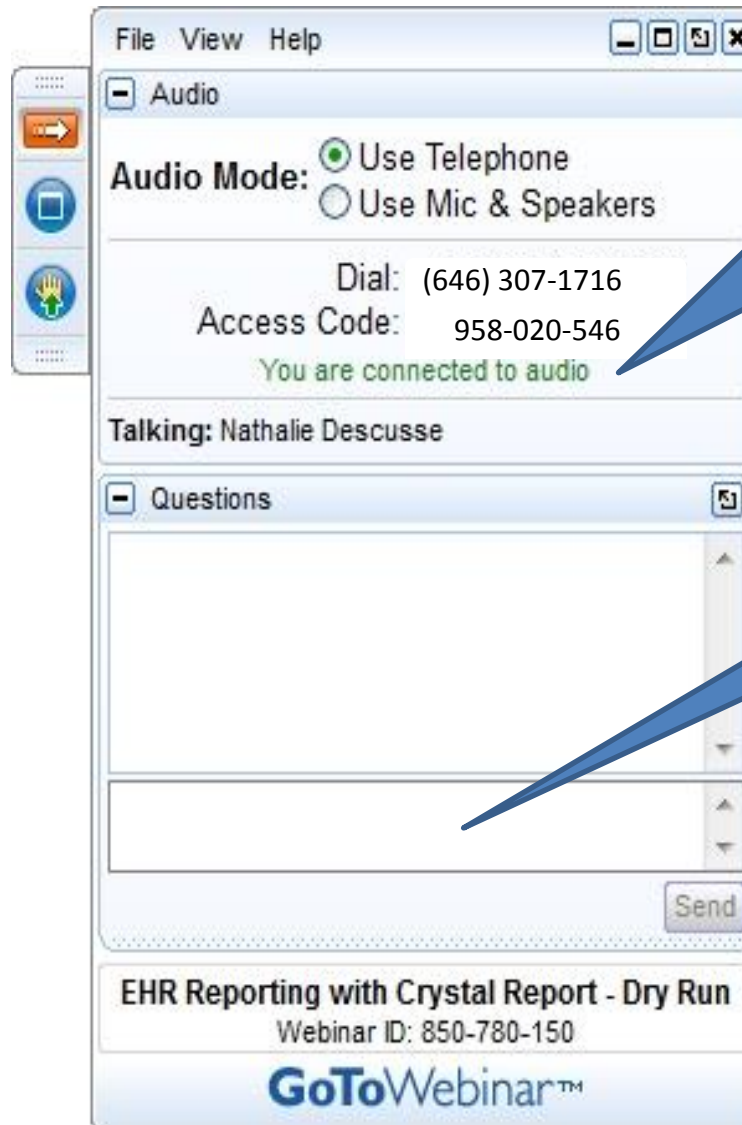 File View Help
Audio
Audio Mode: Use Telephone
Use Mic & Speakers
Dial: (646) 307-1716
Access Code: 958-020-546
You are connected to audio
Talking: Nathalie Descusse
Questions
Send
EHR Reporting with Crystal Report - Dry Run
Webinar ID: 850-780-150
GoToWebinar™